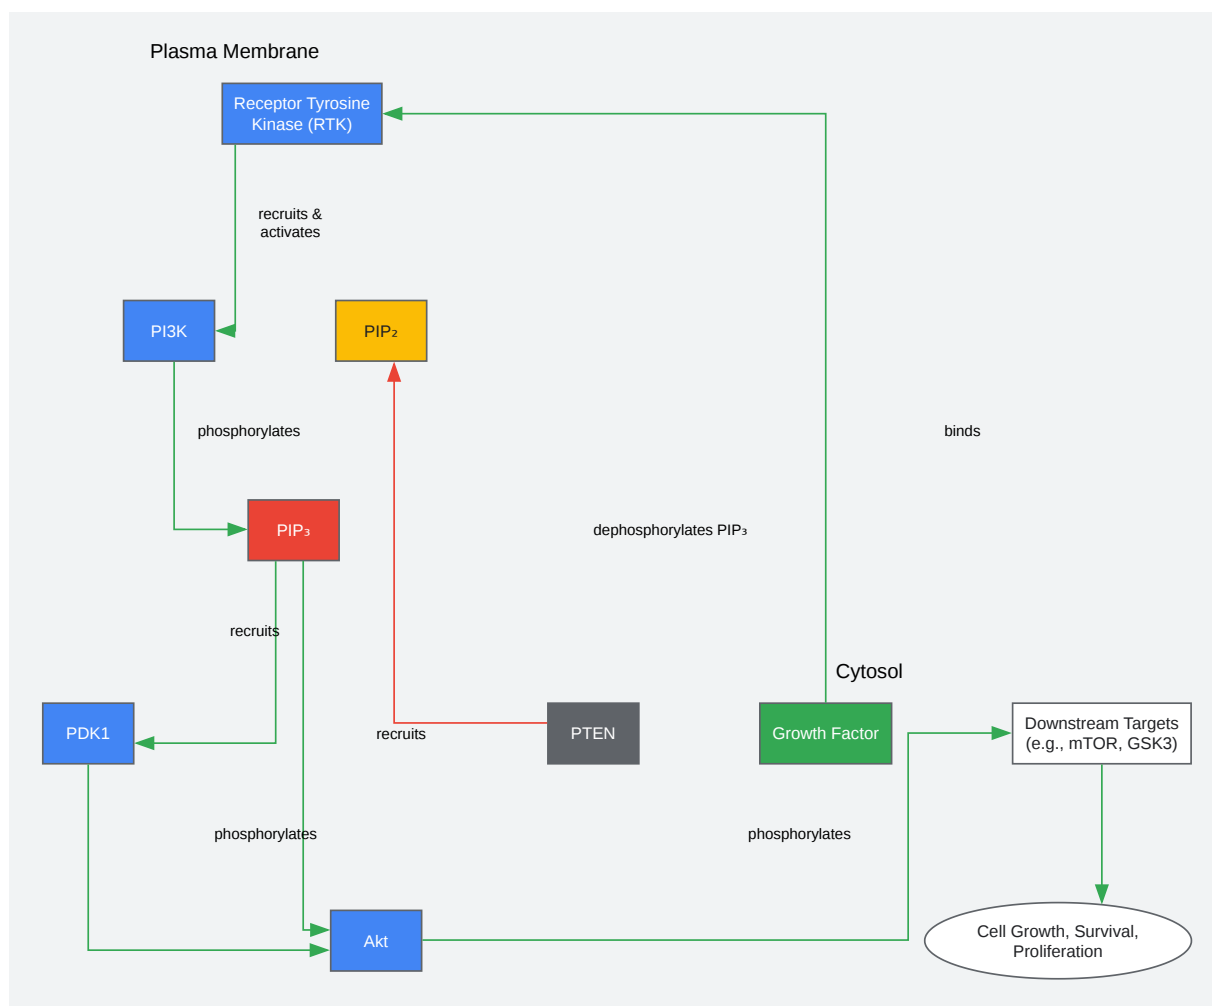 Plasma Membrane
Receptor Tyrosine
Kinase (RTK)
recruits &
activates
PI3K
PIP₂
phosphorylates
binds
PIP₃
dephosphorylates PIP₃
recruits
Cytosol
PDK1
recruits
PTEN
Growth Factor
Downstream Targets
(e.g., mTOR, GSK3)
phosphorylates
phosphorylates
Akt
Cell Growth, Survival,
Proliferation